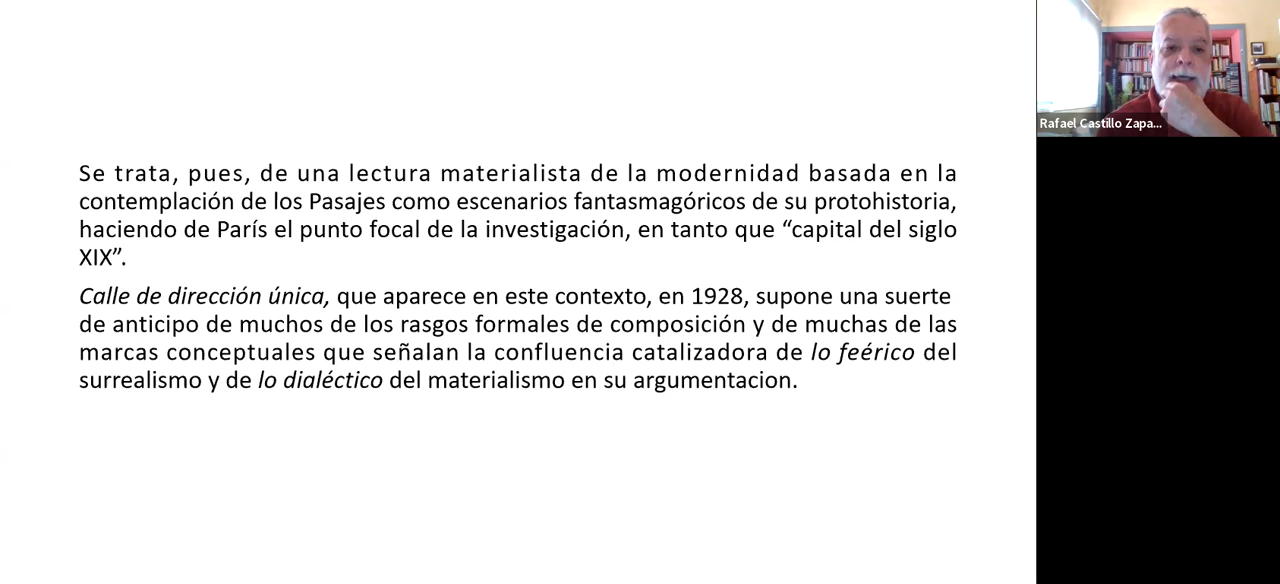 Se trata, pues, de una lectura materialista de la modernidad basada en la
contemplación de los Pasajes como escenarios fantasmagóricos de su protohistoria,
haciendo de París el punto focal de la investigación, en tanto que “capital del siglo
XIX”.
Calle de dirección única, que aparece en este contexto, en 1928, supone una suerte
de anticipo de muchos de los rasgos formales de composición y de muchas de las
marcas conceptuales que señalan la confluencia catalizadora de lo feérico del
surrealismo y de lo dialéctico del materialismo en su argumentacion.
Rafael Castillo Zapa...